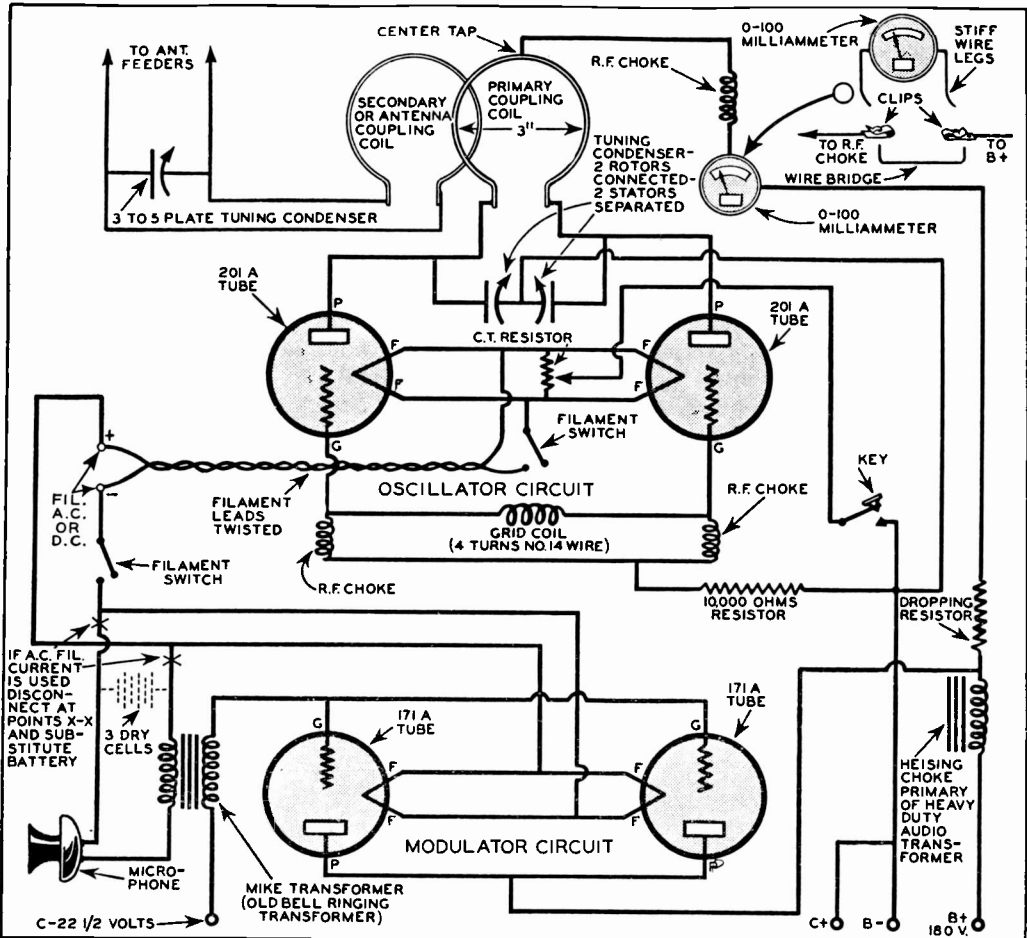 TO ANT.
FEEDERS
CENTER TAP
SECONDARY
OR ANTENNA
COUPLING
COIL
PRIMARY
COUPLING
COIL
3"
R.F. CHOKE
0-100
MILLIAMMETER
STIFF
WIRE
LEGS
CLIPS
TO R.F.
CHOKE
TO
B+
WIRE BRIDGE
3 TO 5 PLATE TUNING CONDENSER
TUNING
CONDENSER-
2 ROTORS
CONNECTED-
2 STATORS
SEPARATED
0-100
MILLIAMMETER
201 A
TUBE
P
P
201 A
TUBE
C.T. RESISTOR
F
F
F
F
G
G
FILAMENT
SWITCH
+
-
FIL.
A.C.
OR
D.C.
FILAMENT
LEADS
TWISTED
OSCILLATOR CIRCUIT
KEY
R.F. CHOKE
GRID COIL
(4 TURNS NO. 14 WIRE)
FILAMENT
SWITCH
R.F. CHOKE
10,000 OHMS
RESISTOR
DROPPING
RESISTOR
IF A.C. FIL.
CURRENT
IS USED
DISCON-
NECT AT
POINTS X-X
AND SUB-
STITUTE
BATTERY
3 DRY
CELLS
171 A
TUBE
171 A
TUBE
G
G
F
F
F
F
P
P
MODULATOR CIRCUIT
HEISING
CHOKE
PRIMARY
OF HEAVY
DUTY
AUDIO
TRANS-
FORMER
MICRO-
PHONE
MIKE TRANSFORMER
(OLD BELL RINGING
TRANSFORMER)
C-22 1/2 VOLTS
C+
B-
B+
180 V.